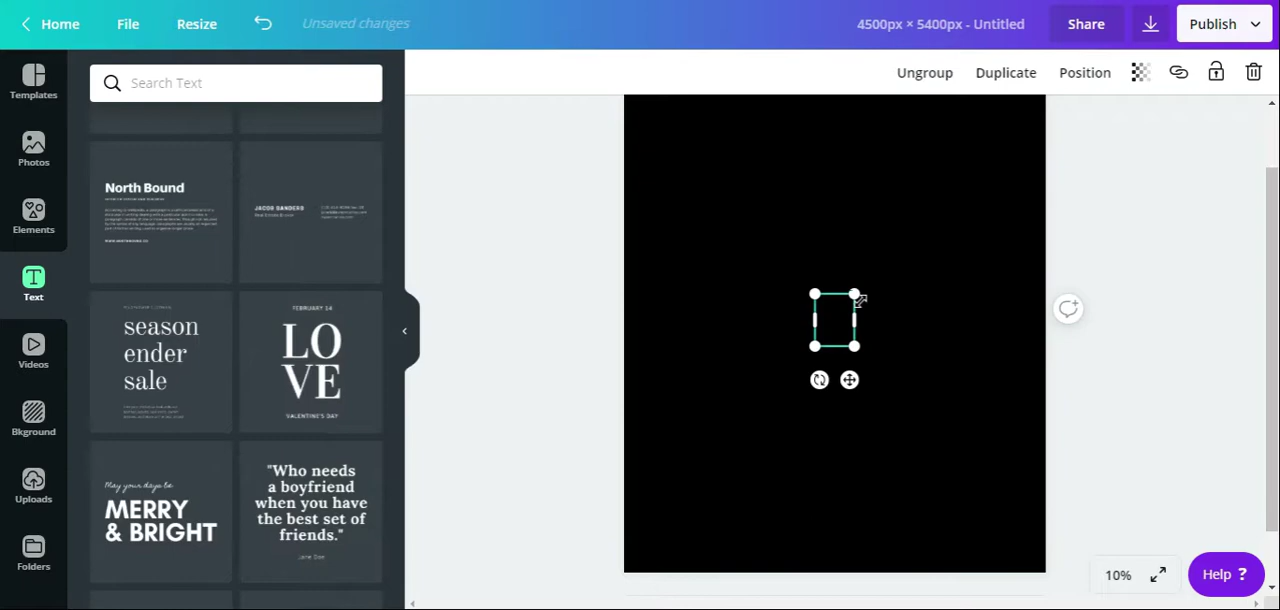 Home
File
Resize
Unsaved changes
4500px × 5400px - Untitled
Share
Publish
Templates
Photos
Elements
Text
Videos
Bkground
Uploads
Folders
Search Text
North Bound
JACOB SANDERS
Real Estate Broker
season
ender
sale
FEBRUARY 14
LO
VE
VALENTINE'S DAY
May your days be
MERRY
& BRIGHT
"Who needs
a boyfriend
when you have
the best set of
friends."
Jane Doe
Ungroup
Duplicate
Position
10%
Help ?